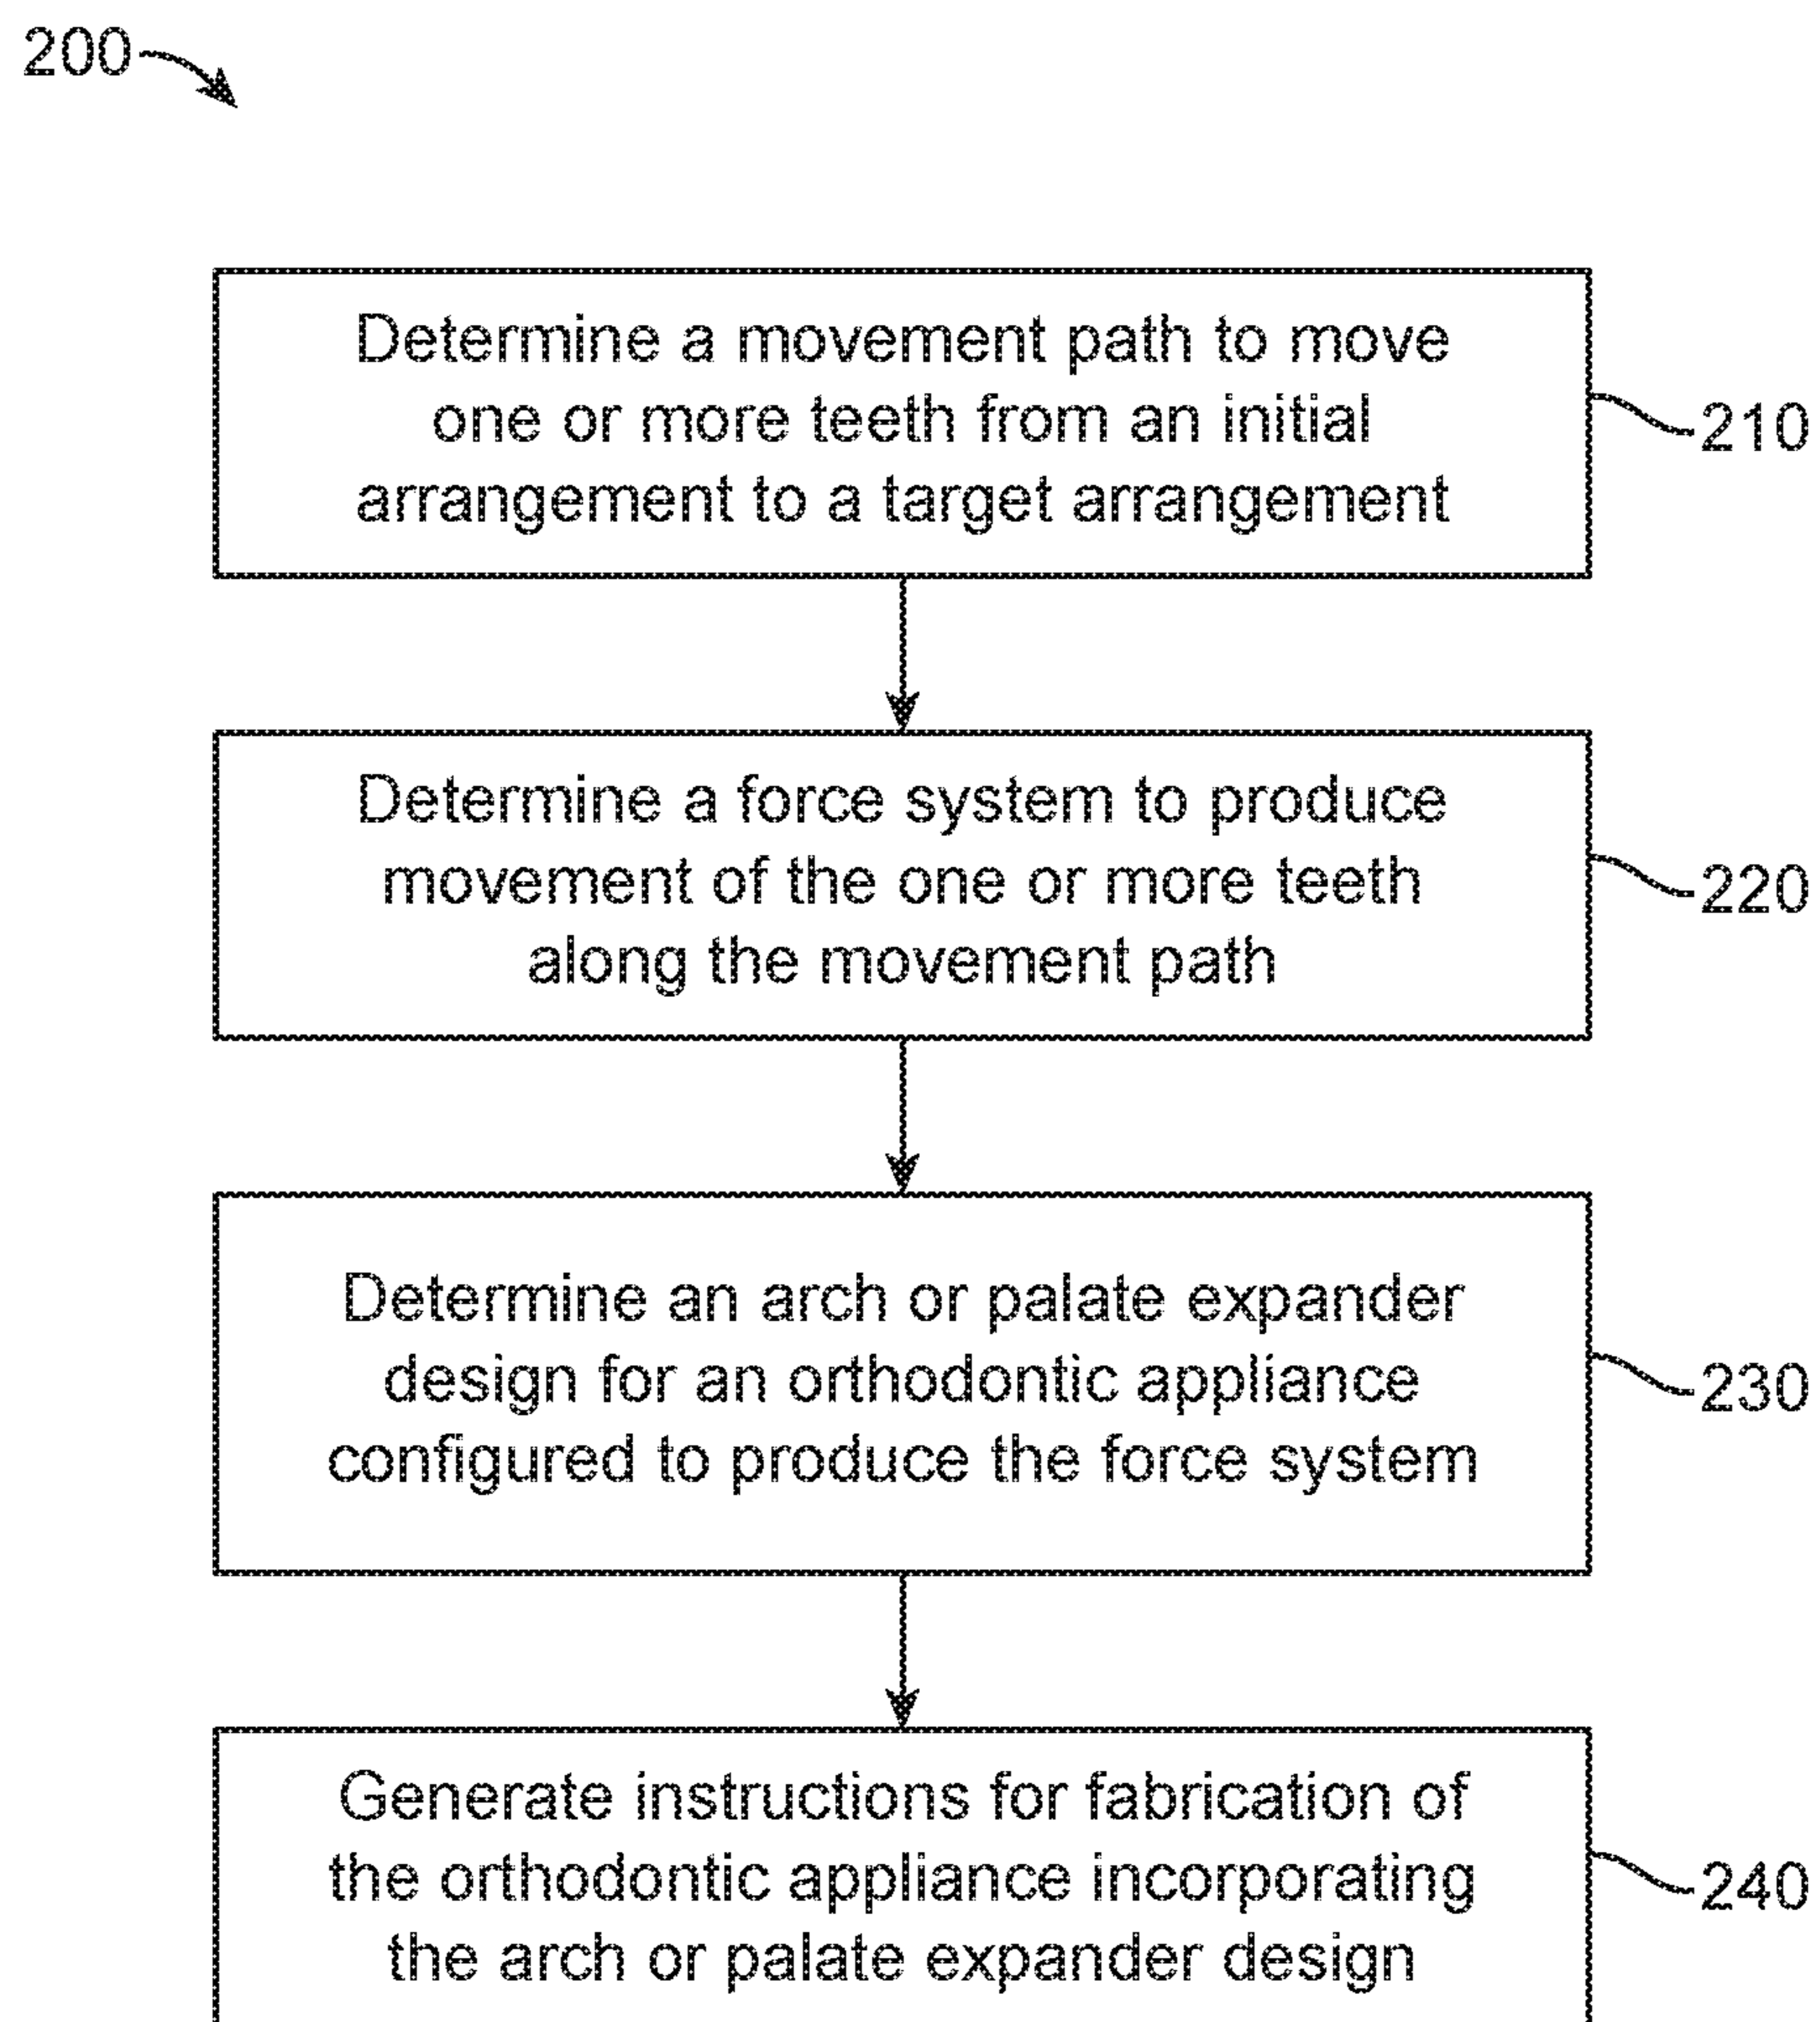 200
Determine a movement path to move
one or more teeth from an initial
arrangement to a target arrangement
210
Determine a force system to produce
movement of the one or more teeth
along the movement path
220
Determine an arch or palate expander
design for an orthodontic appliance
configured to produce the force system
230
Generate instructions for fabrication of
the orthodontic appliance incorporating
the arch or palate expander design
240